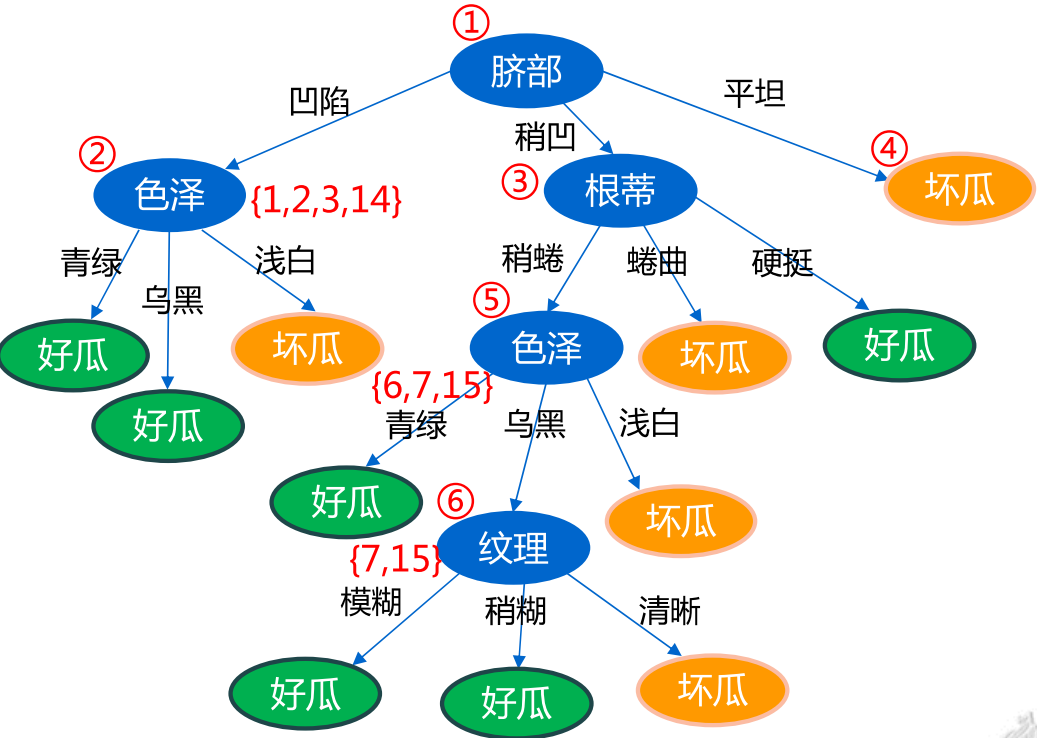 ①
脐部
凹陷
稍凹
平坦
②
色泽
{1,2,3,14}
③
根蒂
④
坏瓜
青绿
乌黑
浅白
稍蜷
蜷曲
硬挺
好瓜
好瓜
坏瓜
⑤
色泽
坏瓜
好瓜
{6,7,15}
青绿
乌黑
浅白
好瓜
⑥
纹理
坏瓜
{7,15}
模糊
稍糊
清晰
好瓜
好瓜
坏瓜